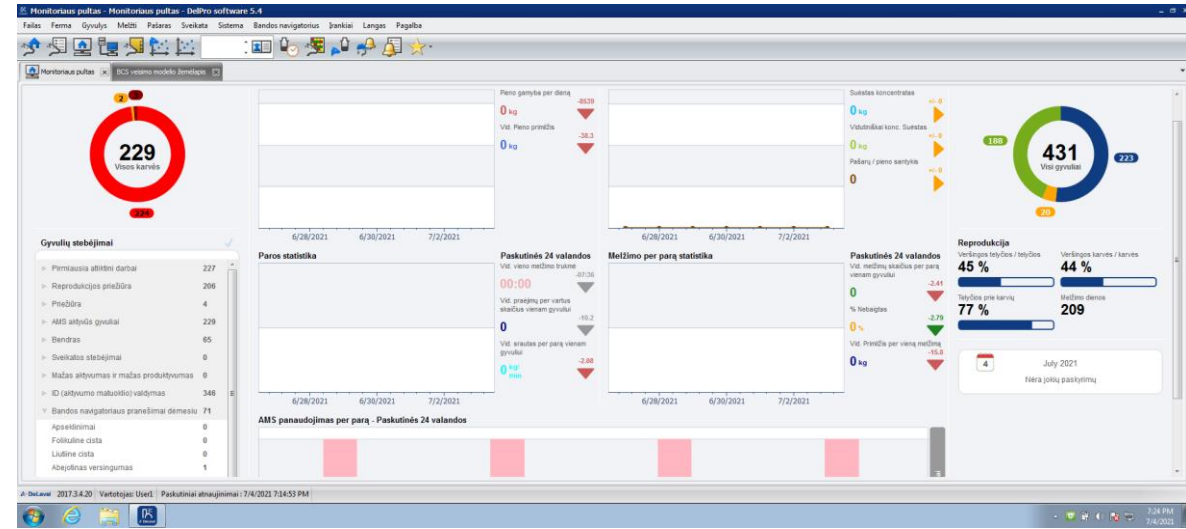 Monitoriaus pultas - Monitoriaus pultas - DelPro software 5.4
Failas Ferma Gyvulys Melžti Pašaras Sveikata Sistema Bandos navigatorius Įrankiai Langas Pagalba
Monitoriaus pultas BCS veisimo modelio žemėlapis
2
229
Visos karvės
224
Gyvulių stebėjimai
Pirmiausia atliktini darbai 227
Reprodukcijos priežiūra 206
Priežiūra 4
AMS aktyvūs gyvuliai 229
Bendras 65
Sveikatos stebėjimai 0
Mažas aktyvumas ir mažas produktyvumas 0
ID (aktyvumo matuoklio) valdymas 346
Bandos navigatoriaus pranešimai dėmesiu 71
Apsėklinimai 0
Folikulinė cista 0
Liutinė cista 0
Abejotinas veršingumas 1
6/28/2021 6/30/2021 7/2/2021
Pieno gamyba per dieną
-8639
0 kg
Vid. Pieno primilžis
-38.3
0 kg
6/28/2021 6/30/2021 7/2/2021
Suėstas koncentratas
+/- 0
0 kg
Vidutiniškai konc. Suėstas
+/- 0
0 kg
Pašarų / pieno santykis
+/- 0
0
Paros statistika
6/28/2021 6/30/2021 7/2/2021
Paskutinės 24 valandos
Vid. vieno melžimo trukmė
-07:36
00:00
Vid. praėjimų per vartus skaičius vienam gyvuliui
-10.2
0
Vid. srautas per parą vienam gyvuliui
-2.08
0 kg/min
Melžimo per parą statistika
6/28/2021 6/30/2021 7/2/2021
Paskutinės 24 valandos
Vid. melžimų skaičius per parą vienam gyvuliui
-2.41
0
% Nebaigtas
-2.79
0 %
Vid. Primilžis per vieną melžimą
-15.8
0 kg
AMS panaudojimas per parą - Paskutinės 24 valandos
188
431
Visi gyvuliai
223
20
Reprodukcija
Veršingos telyčios / telyčios Veršingos karvės / karvės
45 % 44 %
Telyčios prie karvių Melžimo dienos
77 % 209
4 July 2021
Nėra jokių paskyrimų
DeLaval 2017.3.4.20 Vartotojas: User1 Paskutiniai atnaujinimai : 7/4/2021 7:14:53 PM
7:24 PM
7/4/2021